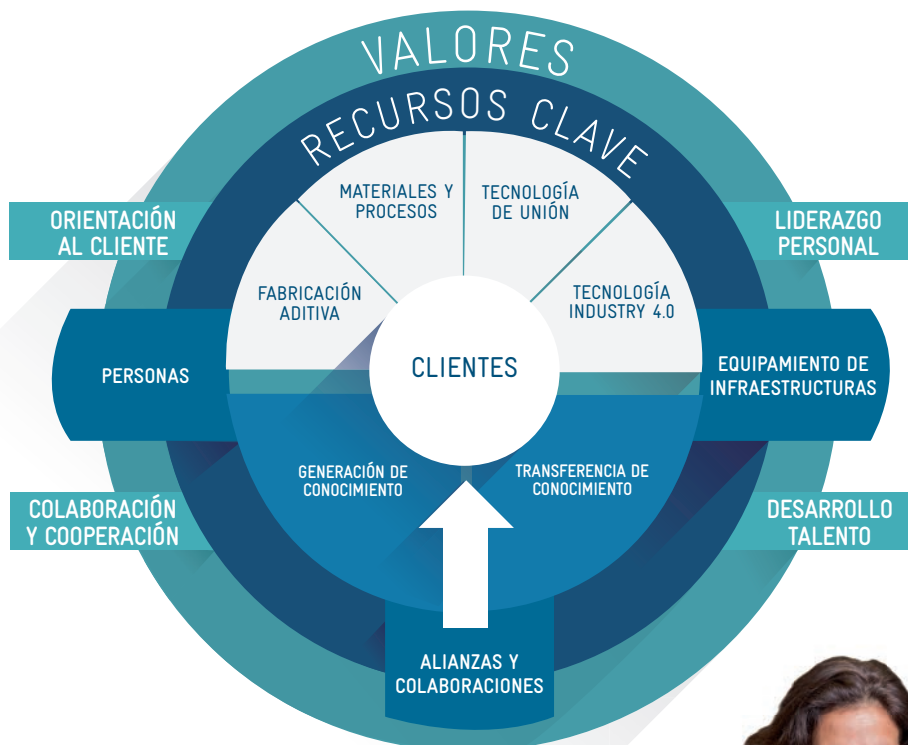 VALORES
RECURSOS CLAVE
MATERIALES Y
PROCESOS
TECNOLOGÍA
DE UNIÓN
ORIENTACIÓN
AL CLIENTE
LIDERAZGO
PERSONAL
FABRICACIÓN
ADITIVA
TECNOLOGÍA
INDUSTRY 4.0
PERSONAS
CLIENTES
EQUIPAMIENTO DE
INFRAESTRUCTURAS
GENERACIÓN DE
CONOCIMIENTO
TRANSFERENCIA DE
CONOCIMIENTO
COLABORACIÓN
Y COOPERACIÓN
DESARROLLO
TALENTO
ALIANZAS Y
COLABORACIONES